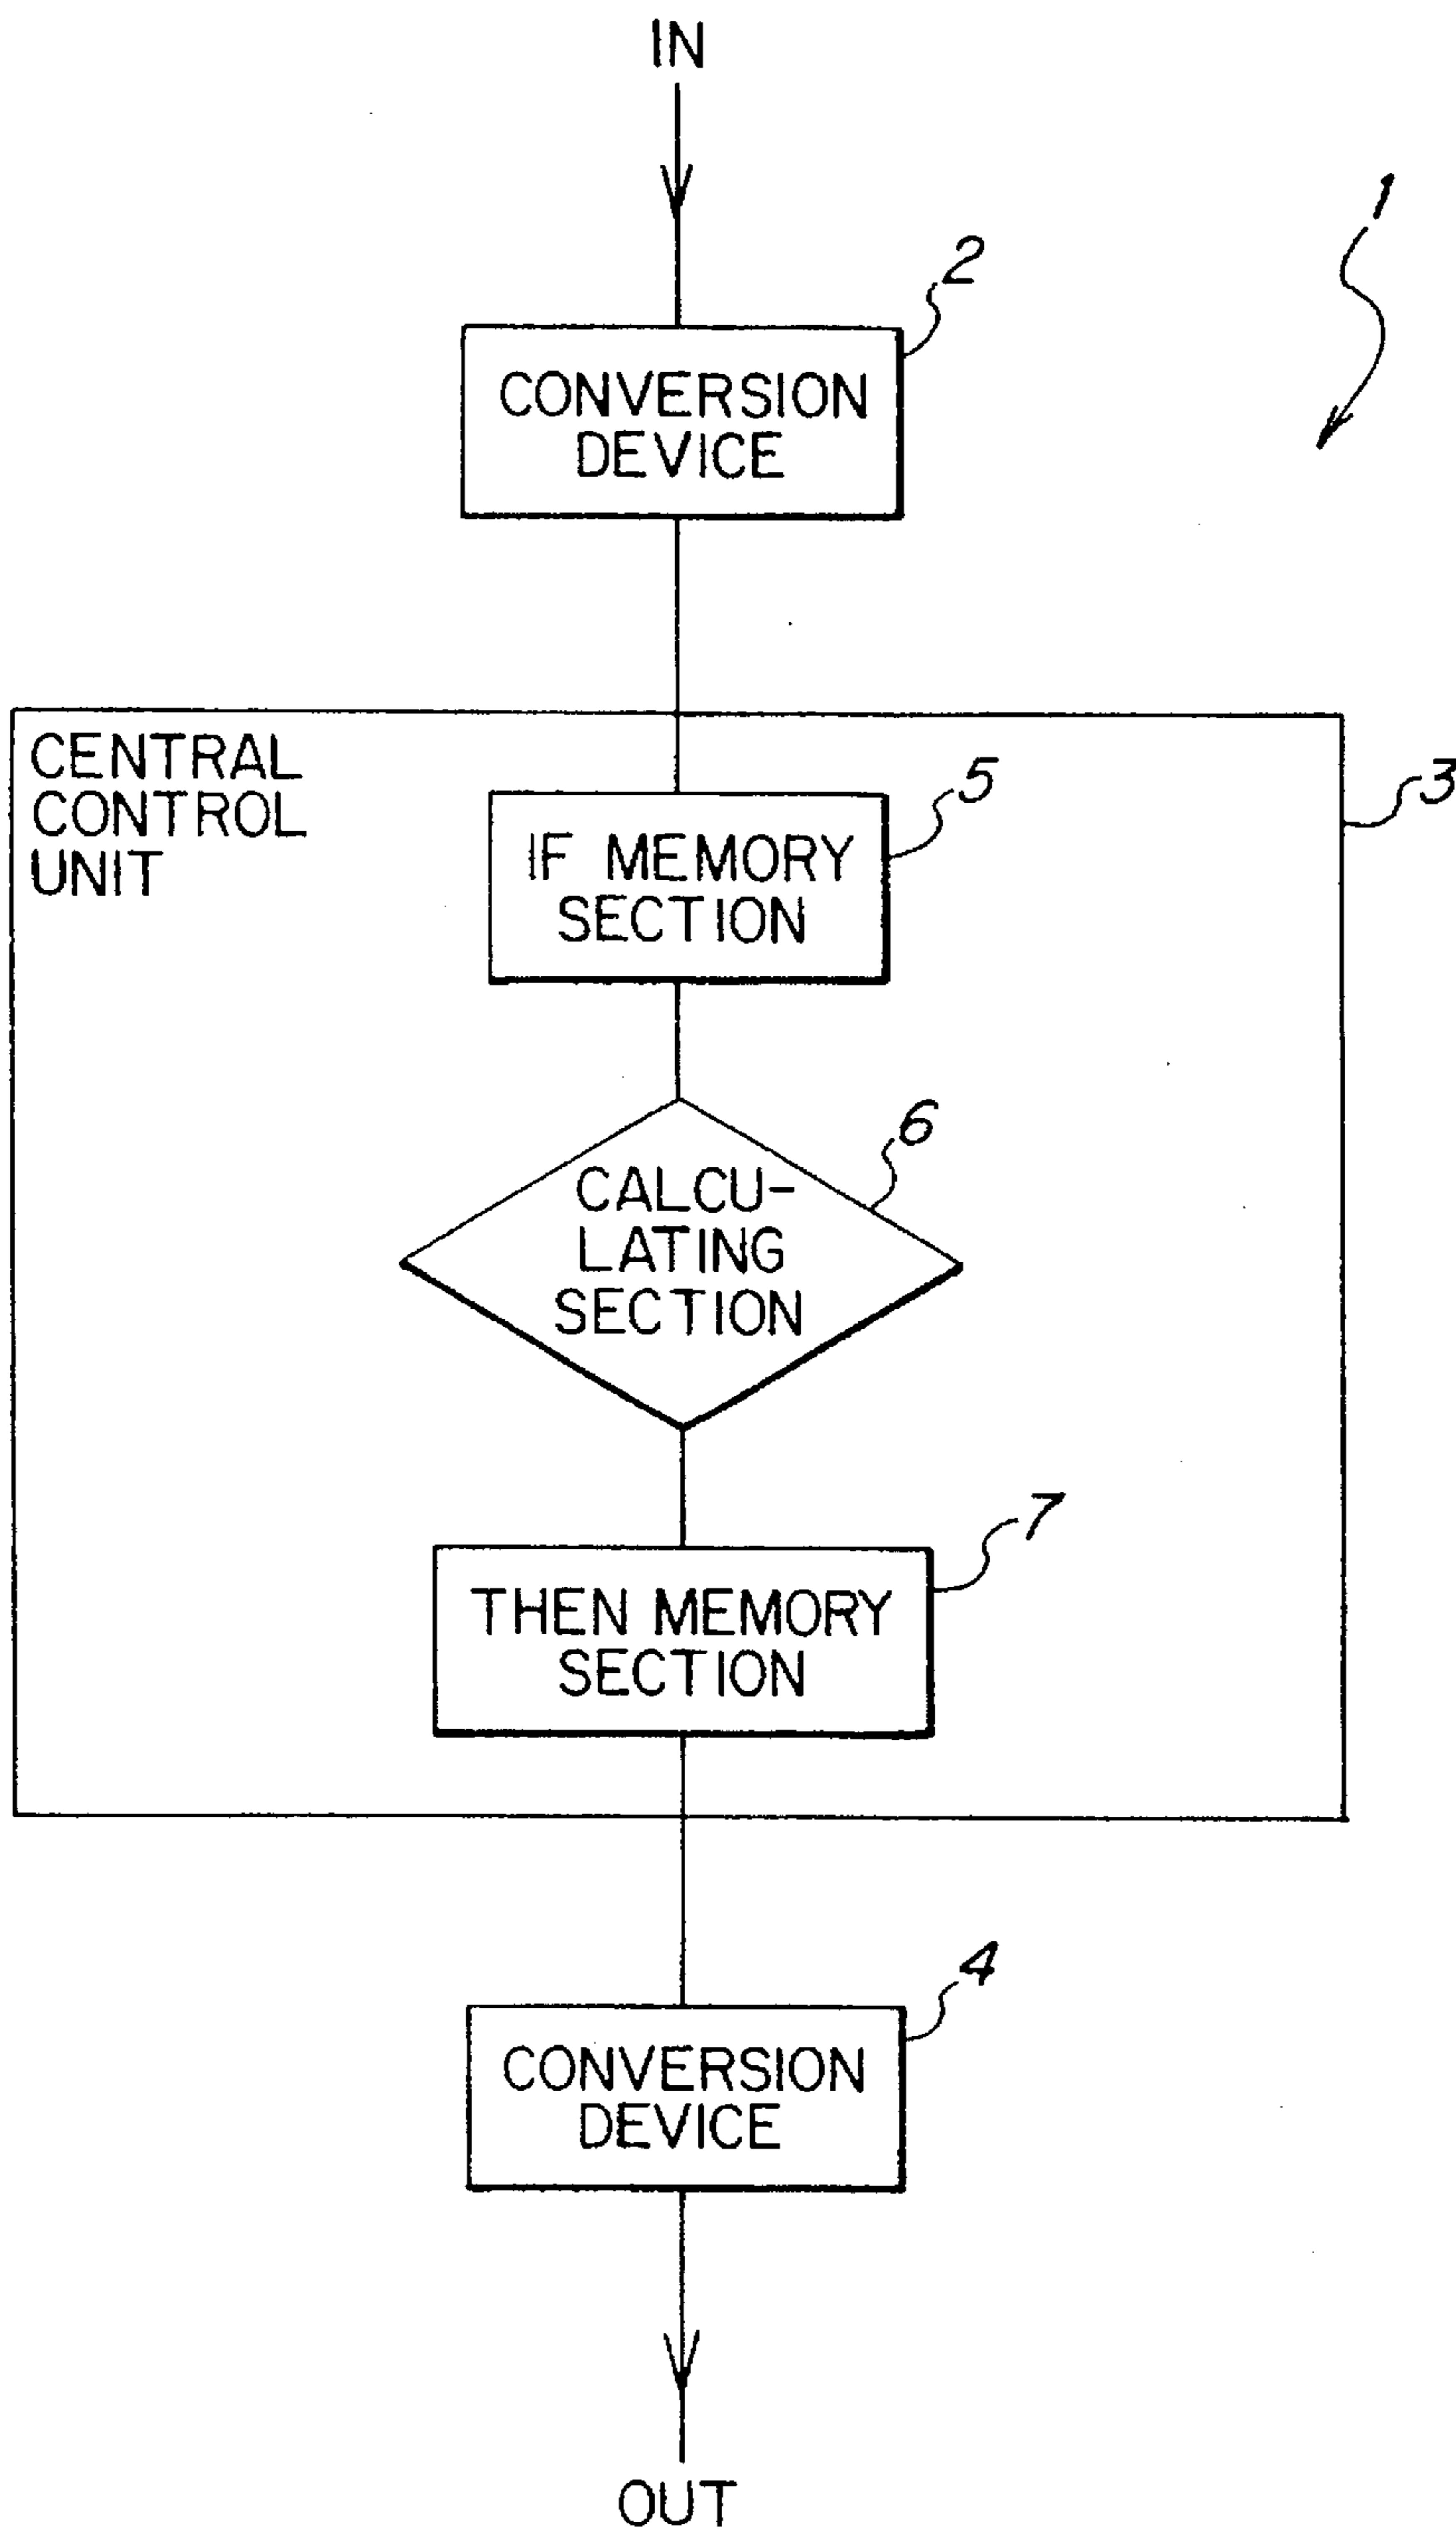 IN
1
2
CONVERSION
DEVICE
CENTRAL
CONTROL
UNIT
3
5
IF MEMORY
SECTION
6
CALCU-
LATING
SECTION
7
THEN MEMORY
SECTION
4
CONVERSION
DEVICE
OUT